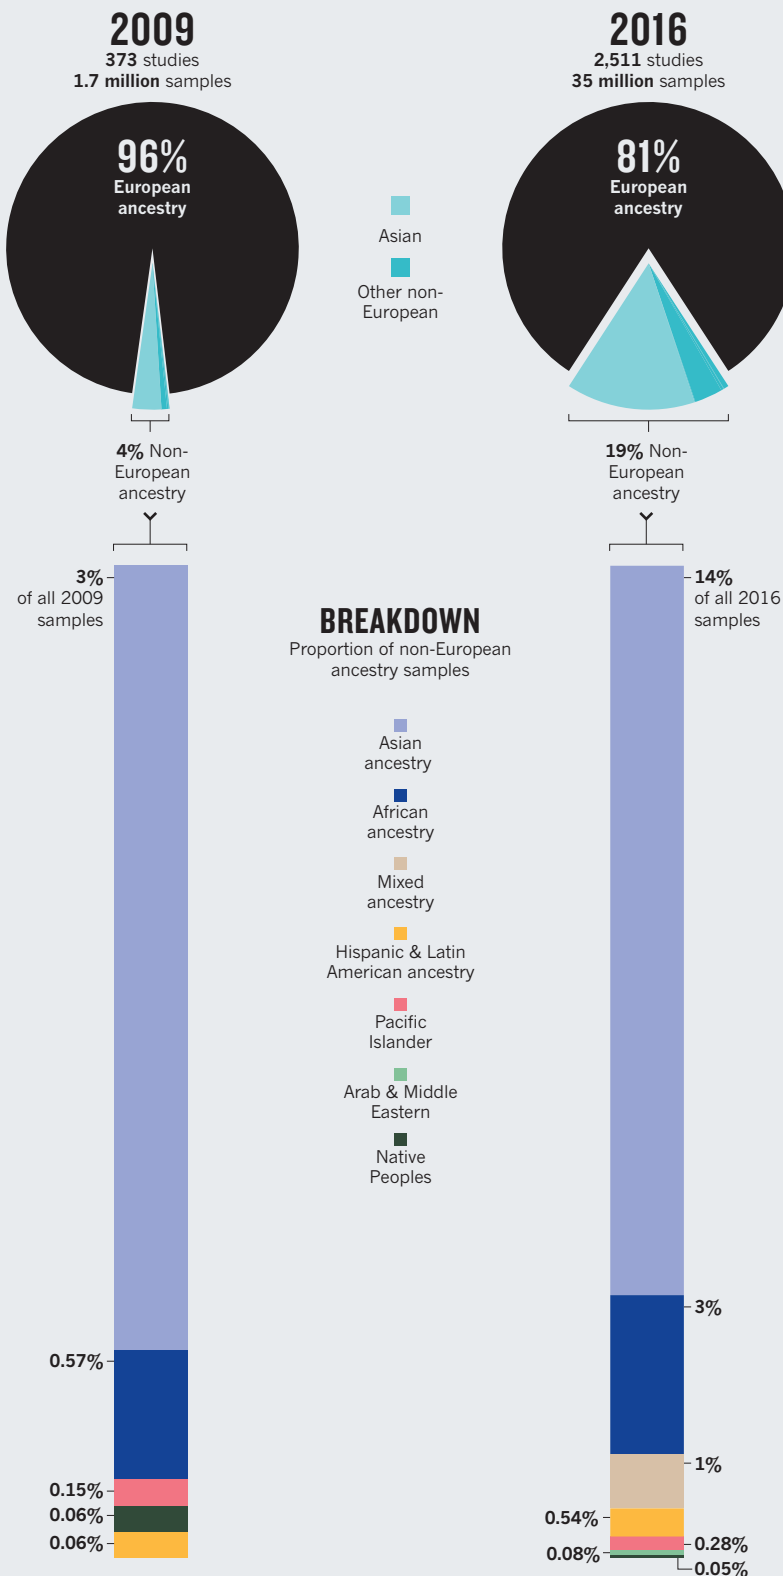 2009
373 studies
1.7 million samples
96%
European
ancestry
Asian
Other non-
European
2016
2,511 studies
35 million samples
81%
European
ancestry
4% Non-
European
ancestry
19% Non-
European
ancestry
3%
of all 2009
samples
0.57%
0.15%
0.06%
0.06%
BREAKDOWN
Proportion of non-European
ancestry samples
Asian
ancestry
African
ancestry
Mixed
ancestry
Hispanic & Latin
American ancestry
Pacific
Islander
Arab & Middle
Eastern
Native
Peoples
14%
of all 2016
samples
3%
1%
0.54%
0.28%
0.08%
0.05%